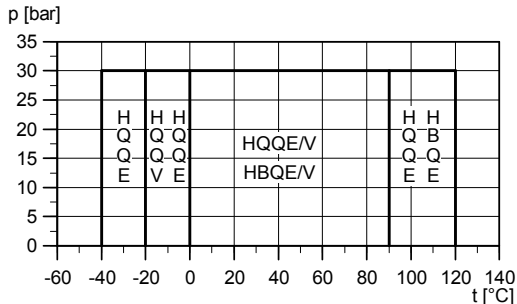 p [bar]
35
30
25
20
15
10
5
0
H H H H H
Q Q Q Q B
Q Q Q Q Q
E V E E E
HQQE/V
HBQE/V
-60 -40 -20 0 20 40 60 80 100 120 140
t [°C]